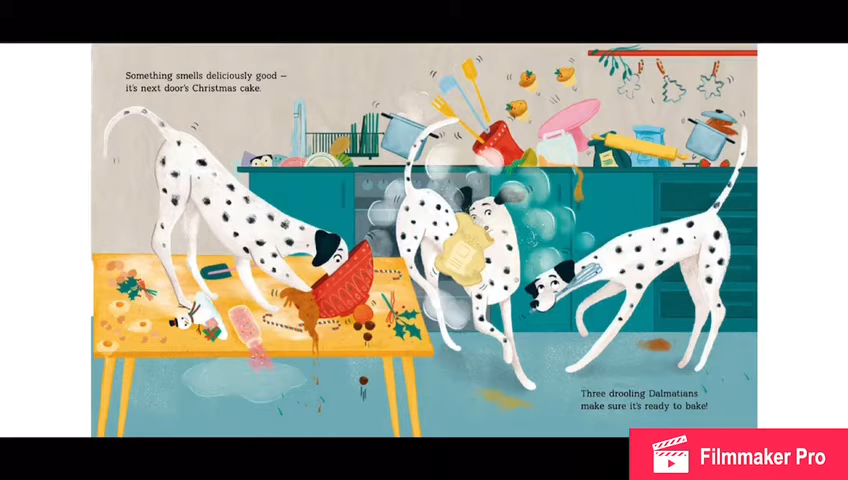 Something smells deliciously good –
it's next door's Christmas cake.
Three drooling Dalmatians
make sure it's ready to bake!
Filmmaker Pro